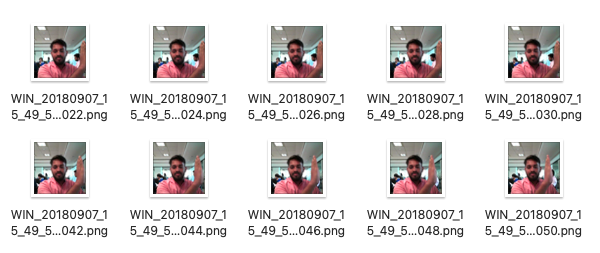 WIN_20180907_1 WIN_20180907_1 WIN_20180907_1 WIN_20180907_1 WIN_20180907_1
5_49_5...022.png 5_49_5...024.png 5_49_5...026.png 5_49_5...028.png 5_49_5...030.png
WIN_20180907_1 WIN_20180907_1 WIN_20180907_1 WIN_20180907_1 WIN_20180907_1
5_49_5...042.png 5_49_5...044.png 5_49_5...046.png 5_49_5...048.png 5_49_5...050.png